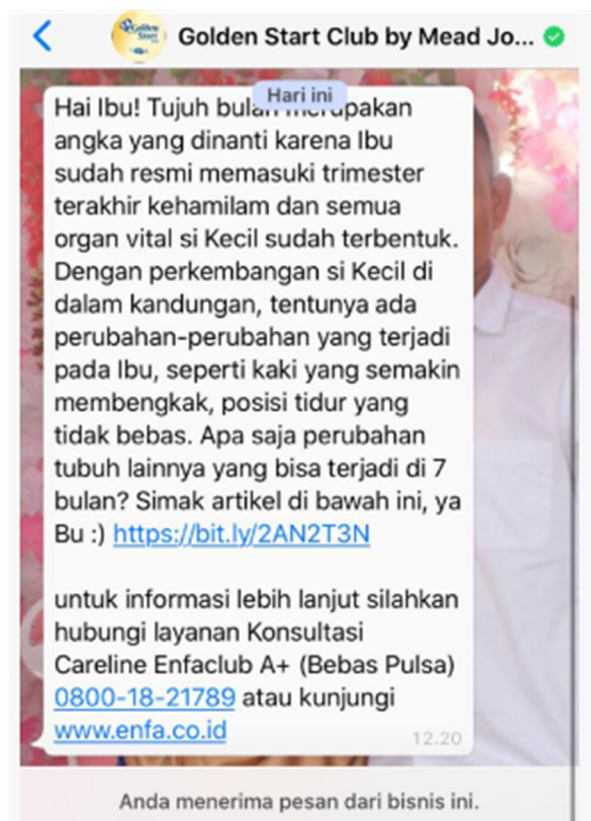 Golden Start Club by Mead Jo...
Hari ini
Hai Ibu! Tujuh bulan merupakan
angka yang dinanti karena Ibu
sudah resmi memasuki trimester
terakhir kehamilam dan semua
organ vital si Kecil sudah terbentuk.
Dengan perkembangan si Kecil di
dalam kandungan, tentunya ada
perubahan-perubahan yang terjadi
pada Ibu, seperti kaki yang semakin
membengkak, posisi tidur yang
tidak bebas. Apa saja perubahan
tubuh lainnya yang bisa terjadi di 7
bulan? Simak artikel di bawah ini, ya
Bu :) https://bit.ly/2AN2T3N
untuk informasi lebih lanjut silahkan
hubungi layanan Konsultasi
Careline Enfaclub A+ (Bebas Pulsa)
0800-18-21789 atau kunjungi
www.enfa.co.id
12.20
Anda menerima pesan dari bisnis ini.